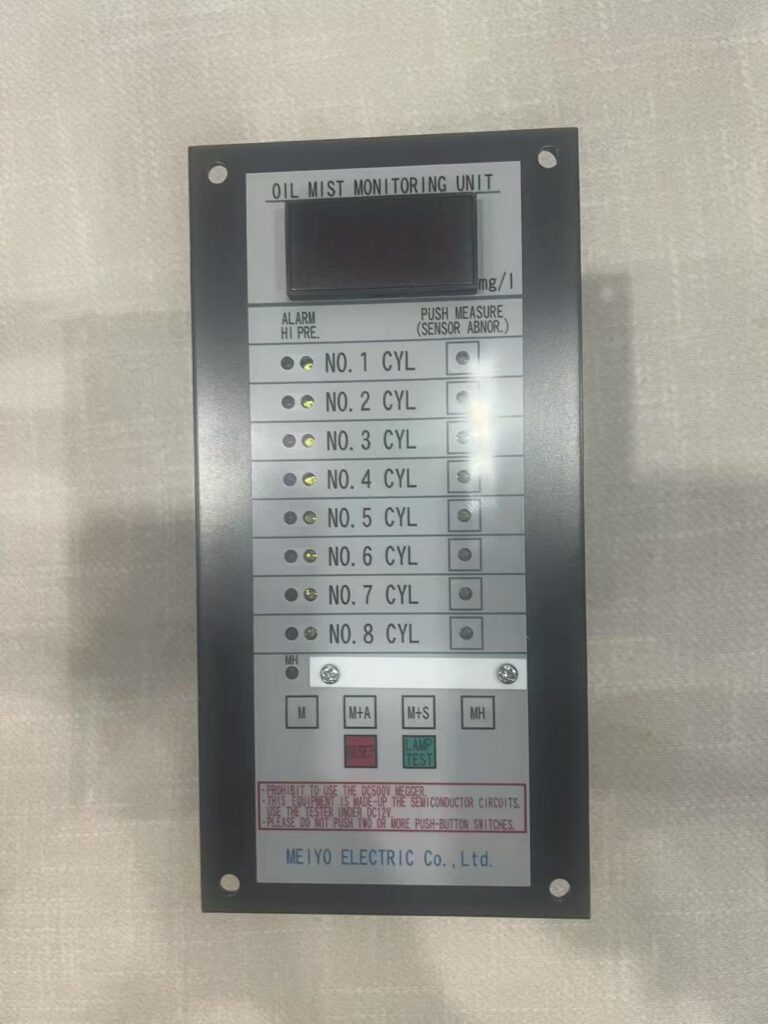 OIL MIST MONITORING UNIT
mg/l
ALARM
HI PRE.
PUSH MEASURE
(SENSOR ABNOR.)
NO.1 CYL
NO.2 CYL
NO.3 CYL
NO.4 CYL
NO.5 CYL
NO.6 CYL
NO.7 CYL
NO.8 CYL
MH
M M+A M+S MH
RESET LAMP
TEST
・PROHIBIT TO USE THE DC500V MEGGER.
・THIS EQUIPMENT IS MADE-UP THE SEMICONDUCTOR CIRCUITS.
USE THE TESTER UNDER DC12V.
・PLEASE DO NOT PUSH TWO OR MORE PUSH-BUTTON SWITCHES.
MEIYO ELECTRIC Co.,Ltd.